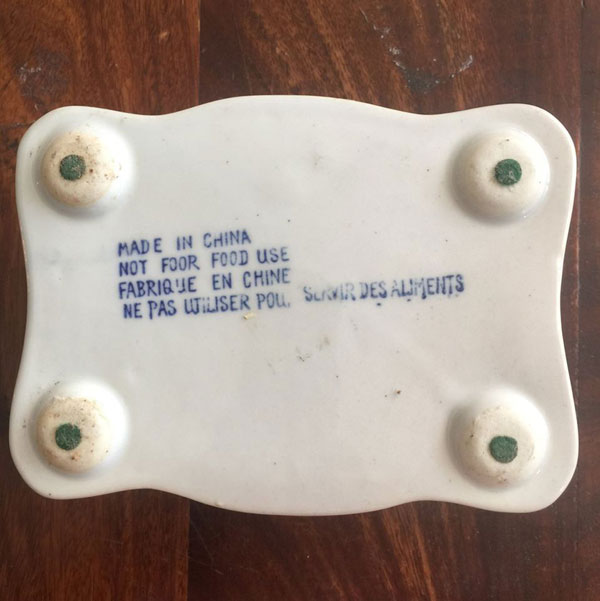 MADE IN CHINA
NOT FOOR FOOD USE
FABRIQUE EN CHINE
NE PAS UTILISER POU. SERVIR DES ALIMENTS